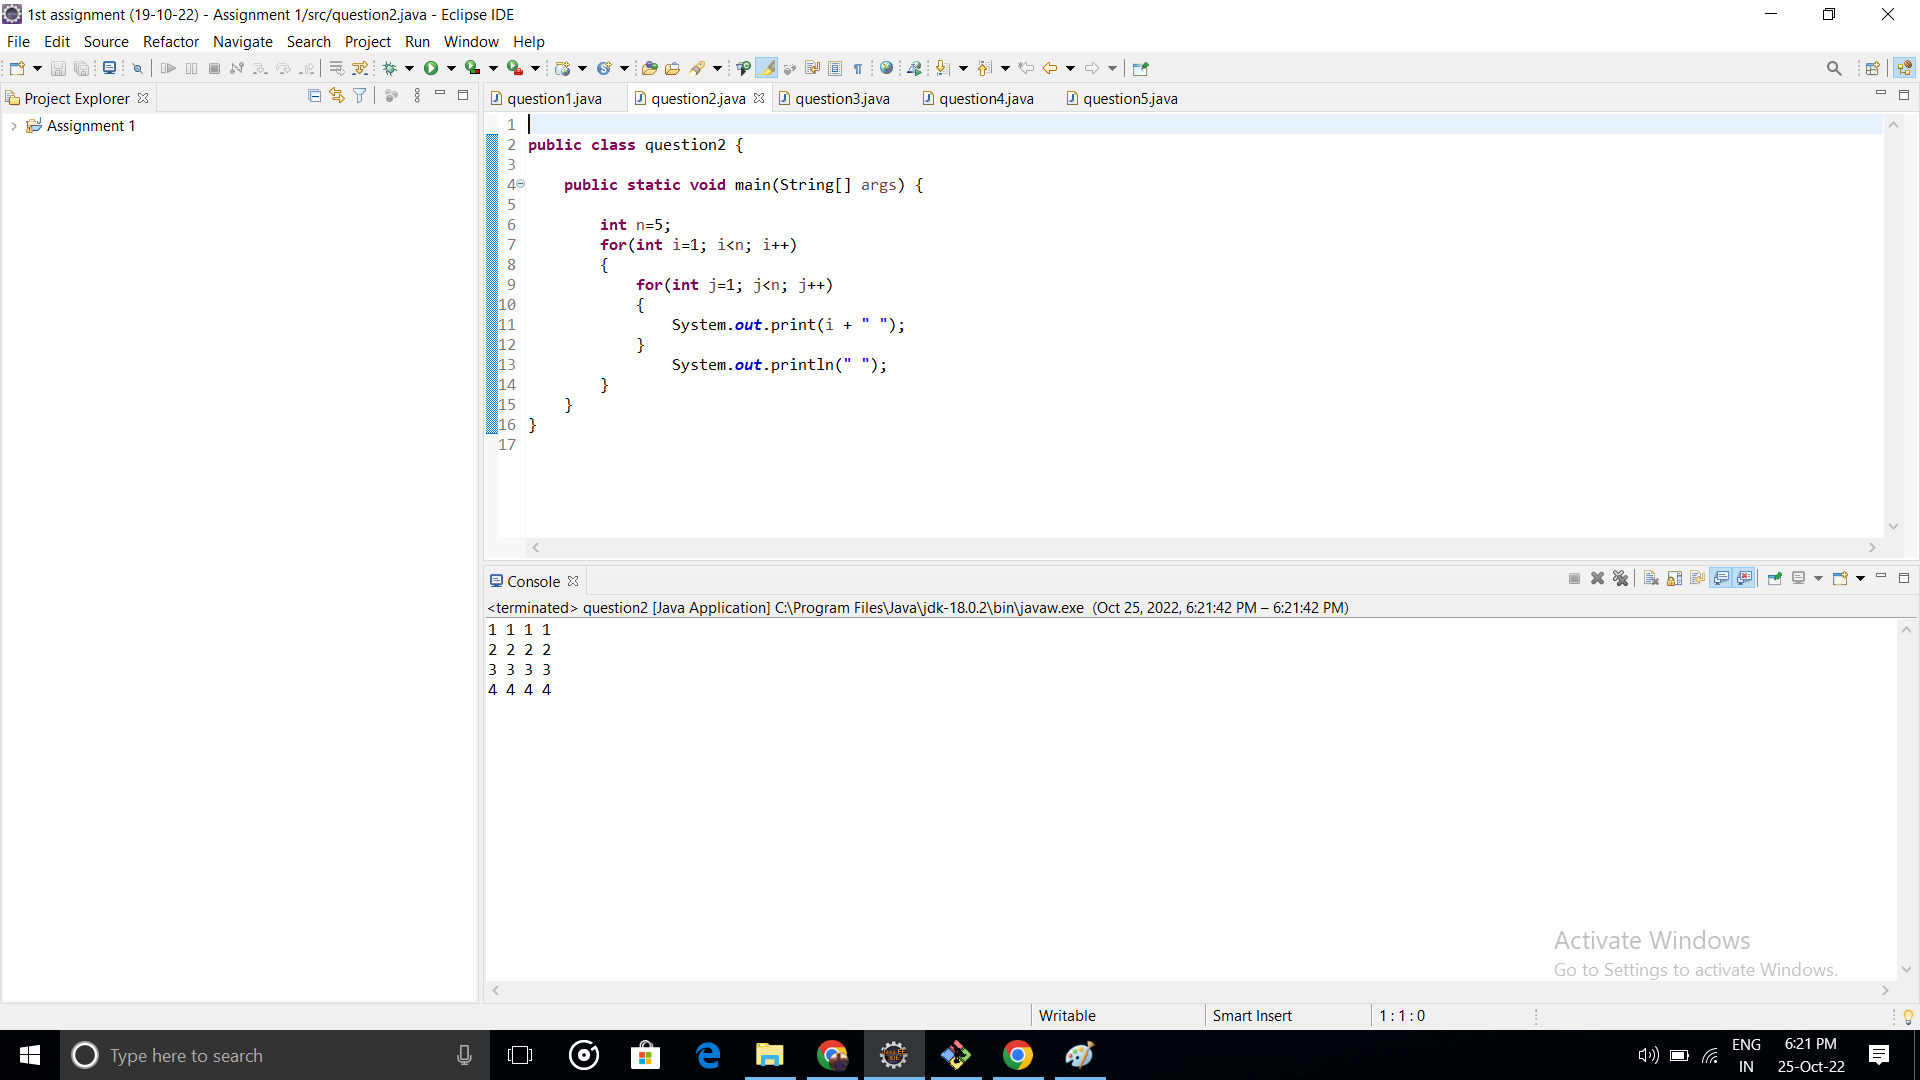 1st assignment (19-10-22) - Assignment 1/src/question2.java - Eclipse IDE
File Edit Source Refactor Navigate Search Project Run Window Help
Project Explorer
Assignment 1
question1.java question2.java question3.java question4.java question5.java
1
2 public class question2 {
3
4     public static void main(String[] args) {
5
6         int n=5;
7         for(int i=1; i<n; i++)
8         {
9             for(int j=1; j<n; j++)
10             {
11                 System.out.print(i + " ");
12             }
13                 System.out.println(" ");
14         }
15     }
16 }
17
Console
<terminated> question2 [Java Application] C:\Program Files\Java\jdk-18.0.2\bin\javaw.exe (Oct 25, 2022, 6:21:42 PM – 6:21:42 PM)
1 1 1 1
2 2 2 2
3 3 3 3
4 4 4 4
Activate Windows
Go to Settings to activate Windows.
Writable Smart Insert 1 : 1 : 0
Type here to search
ENG
IN
6:21 PM
25-Oct-22